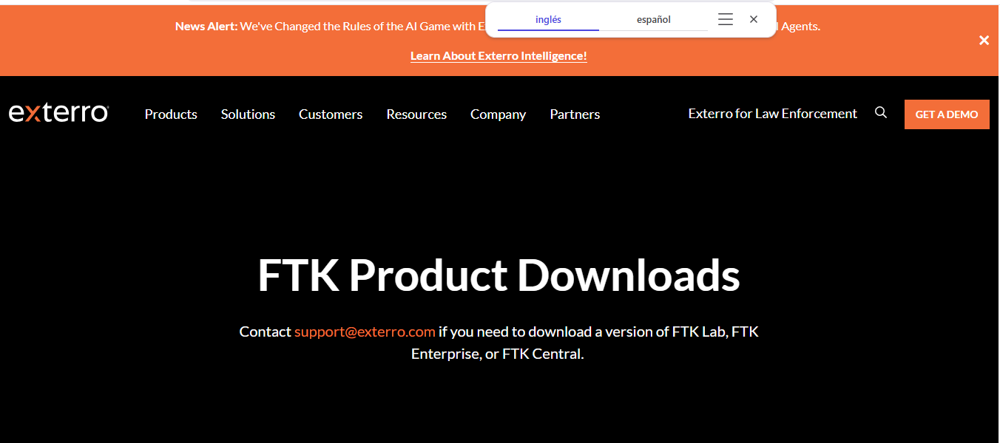 inglés español
News Alert: We've Changed the Rules of the AI Game with Agents.
Learn About Exterro Intelligence!
exterro Products Solutions Customers Resources Company Partners Exterro for Law Enforcement GET A DEMO
FTK Product Downloads
Contact support@exterro.com if you need to download a version of FTK Lab, FTK
Enterprise, or FTK Central.